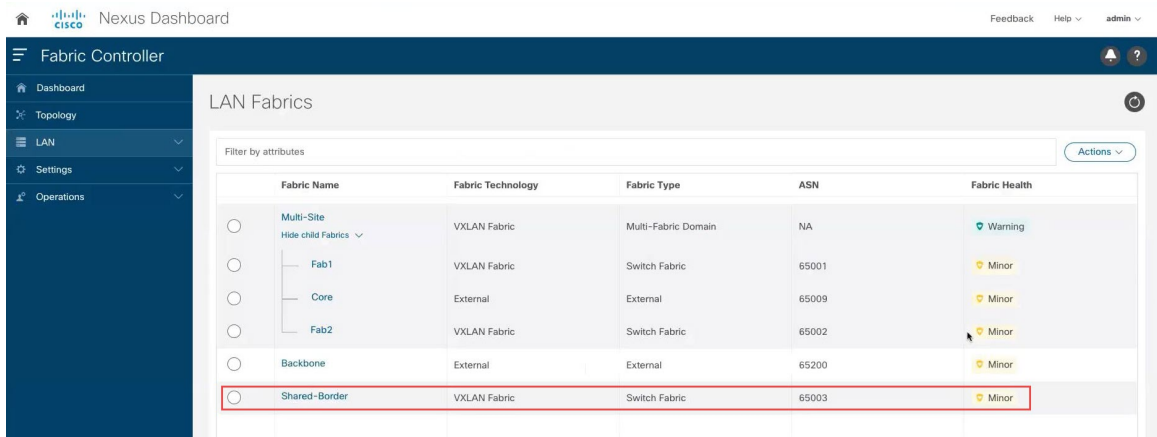 CISCO Nexus Dashboard Feedback Help admin
Fabric Controller ?
Dashboard
Topology
LAN
Settings
Operations
LAN Fabrics
Filter by attributes Actions
Fabric Name Fabric Technology Fabric Type ASN Fabric Health
Multi-Site VXLAN Fabric Multi-Fabric Domain NA Warning
Hide child Fabrics
Fab1 VXLAN Fabric Switch Fabric 65001 Minor
Core External External 65009 Minor
Fab2 VXLAN Fabric Switch Fabric 65002 Minor
Backbone External External 65200 Minor
Shared-Border VXLAN Fabric Switch Fabric 65003 Minor